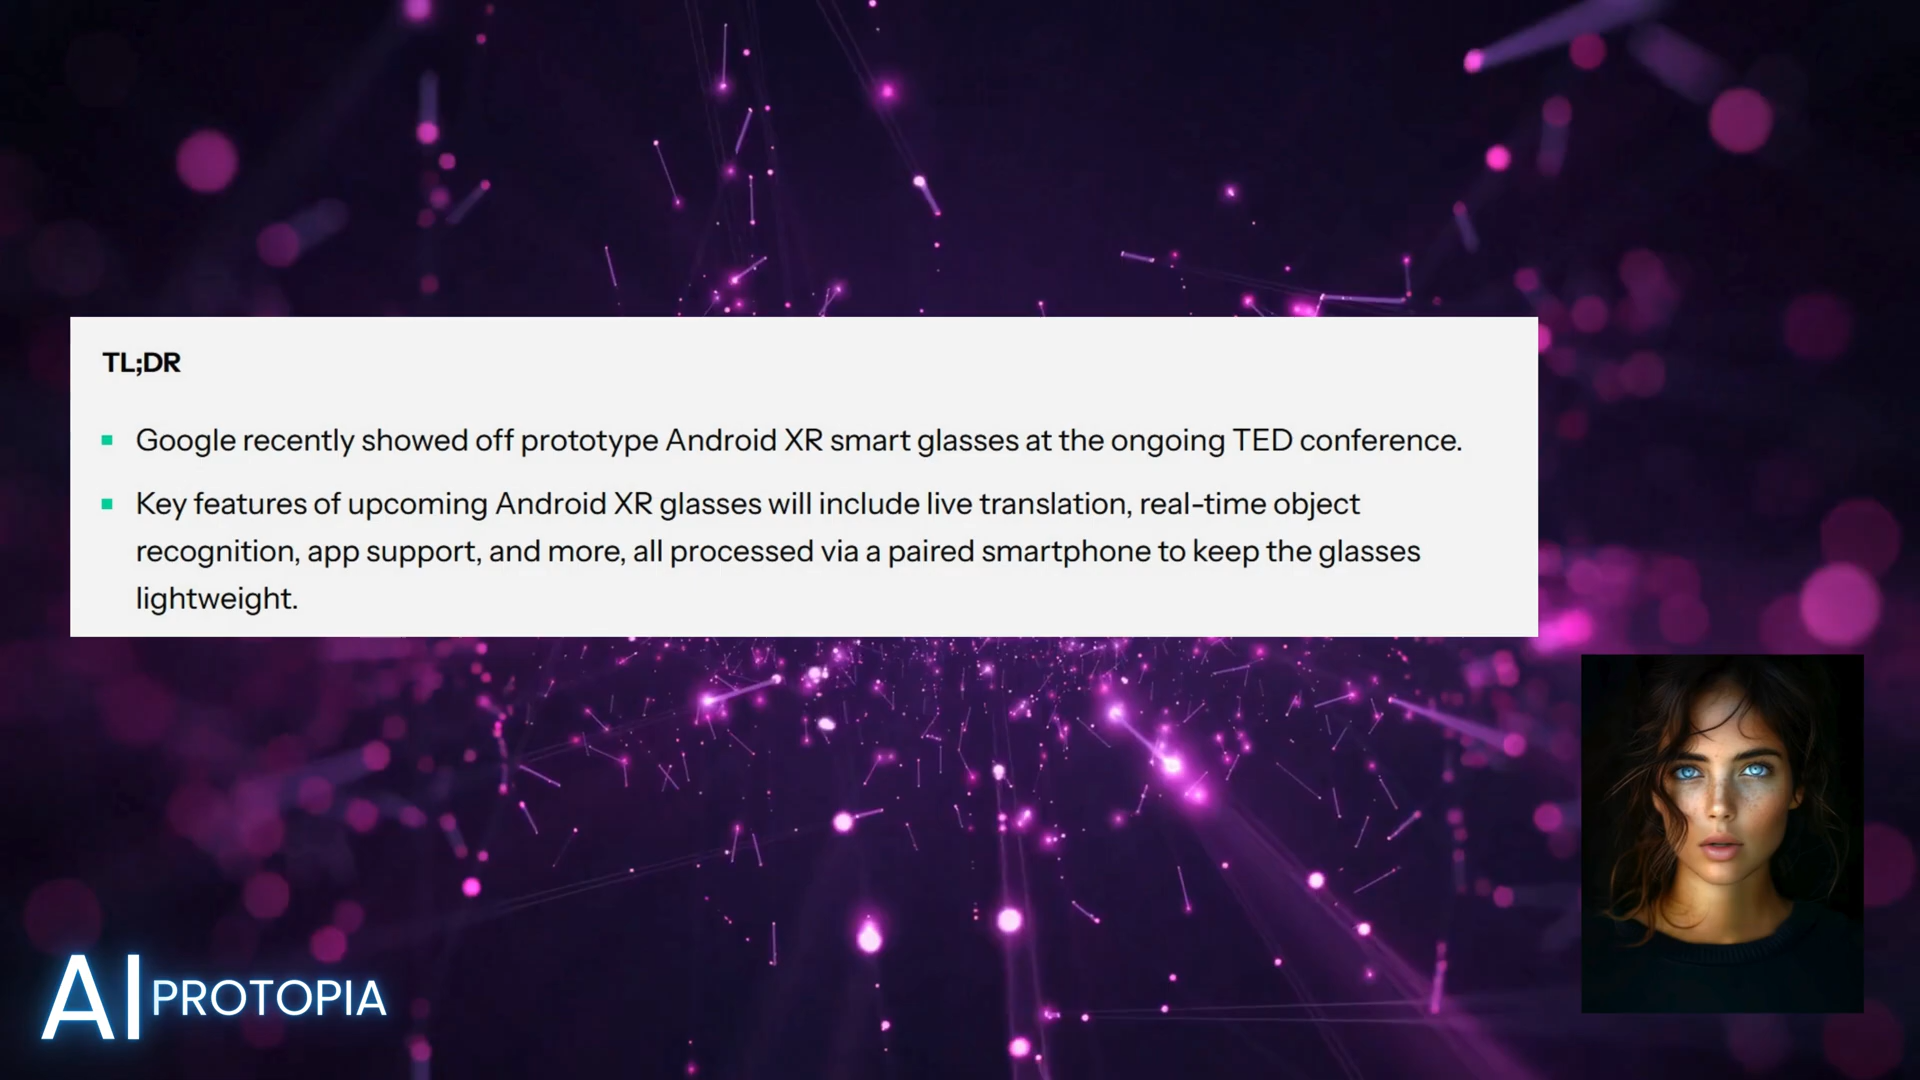 TL;DR
Google recently showed off prototype Android XR smart glasses at the ongoing TED conference.
Key features of upcoming Android XR glasses will include live translation, real-time object
recognition, app support, and more, all processed via a paired smartphone to keep the glasses
lightweight.
AI PROTOPIA